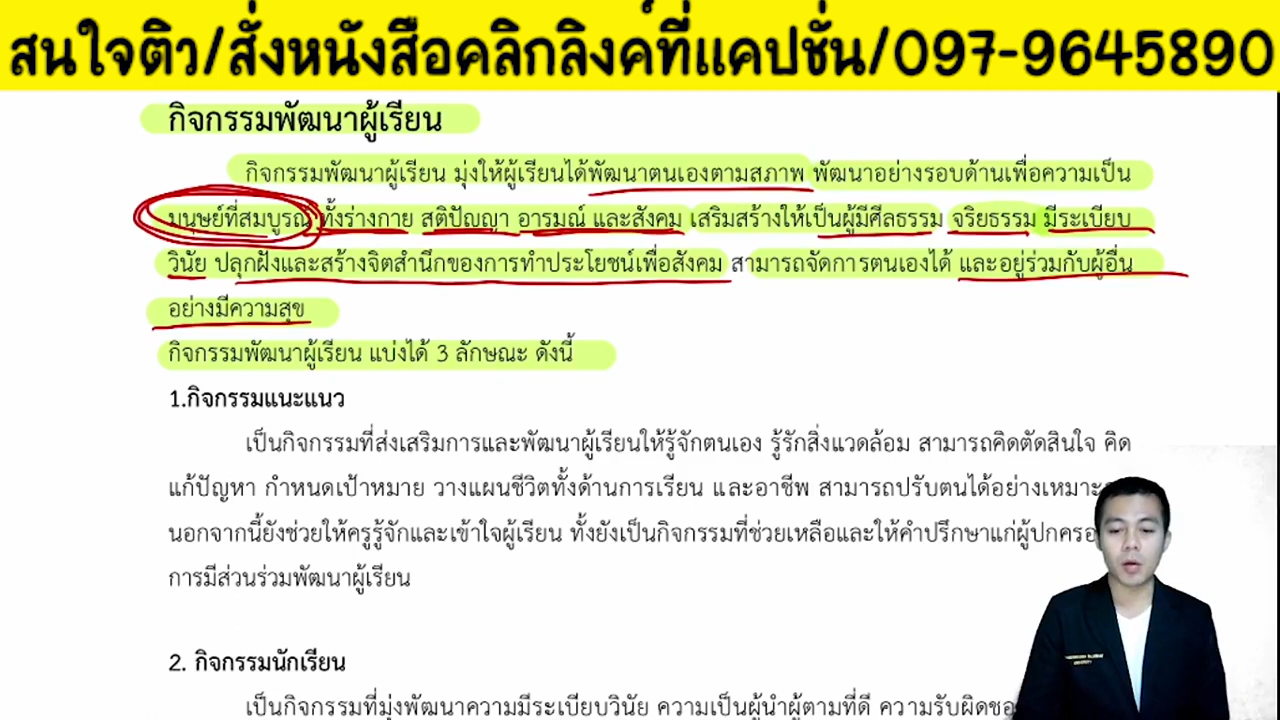 สนใจติว/สั่งหนังสือคลิกลิงค์ที่แคปชั่น/097-9645890
กิจกรรมพัฒนาผู้เรียน
กิจกรรมพัฒนาผู้เรียน มุ่งให้ผู้เรียนได้พัฒนาตนเองตามสภาพ พัฒนาอย่างรอบด้านเพื่อความเป็น
มนุษย์ที่สมบูรณ์ ทั้งร่างกาย สติปัญญา อารมณ์ และสังคม เสริมสร้างให้เป็นผู้มีศีลธรรม จริยธรรม มีระเบียบ
วินัย ปลุกฝังและสร้างจิตสำนึกของการทำประโยชน์เพื่อสังคม สามารถจัดการตนเองได้ และอยู่ร่วมกับผู้อื่น
อย่างมีความสุข
กิจกรรมพัฒนาผู้เรียน แบ่งได้ 3 ลักษณะ ดังนี้
1.กิจกรรมแนะแนว
เป็นกิจกรรมที่ส่งเสริมการและพัฒนาผู้เรียนให้รู้จักตนเอง รู้รักสิ่งแวดล้อม สามารถคิดตัดสินใจ คิด
แก้ปัญหา กำหนดเป้าหมาย วางแผนชีวิตทั้งด้านการเรียน และอาชีพ สามารถปรับตนได้อย่างเหมาะ
นอกจากนี้ยังช่วยให้ครูรู้จักและเข้าใจผู้เรียน ทั้งยังเป็นกิจกรรมที่ช่วยเหลือและให้คำปรึกษาแก่ผู้ปกครอ
การมีส่วนร่วมพัฒนาผู้เรียน
2. กิจกรรมนักเรียน
เป็นกิจกรรมที่มุ่งพัฒนาความมีระเบียบวินัย ความเป็นผู้นำผู้ตามที่ดี ความรับผิดชอ